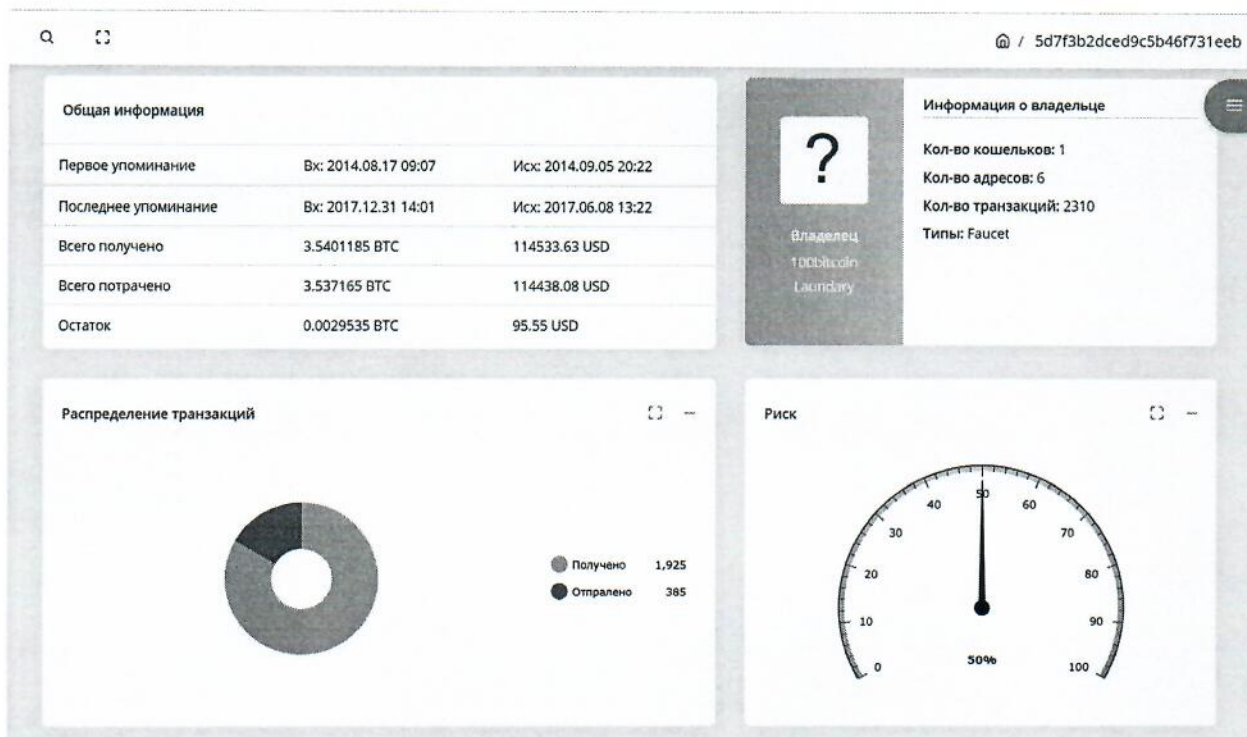 / 5d7f3b2dced9c5b46f731eeb
Общая информация
Первое упоминание Вх: 2014.08.17 09:07 Исх: 2014.09.05 20:22
Последнее упоминание Вх: 2017.12.31 14:01 Исх: 2017.06.08 13:22
Всего получено 3.5401185 BTC 114533.63 USD
Всего потрачено 3.537165 BTC 114438.08 USD
Остаток 0.0029535 BTC 95.55 USD
?
Владелец
100bitcoin
Laundary
Информация о владельце
Кол-во кошельков: 1
Кол-во адресов: 6
Кол-во транзакций: 2310
Типы: Faucet
Распределение транзакций
Получено 1,925
Отпралено 385
Риск
0
10
20
30
40
50
60
70
80
90
100
50%